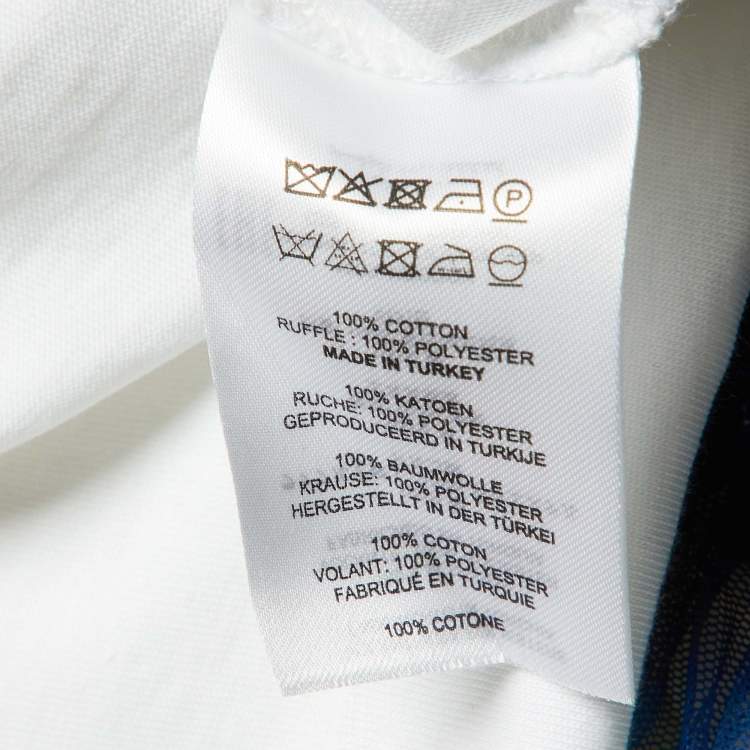 P
100% COTTON
RUFFLE : 100% POLYESTER
MADE IN TURKEY
100% KATOEN
RUCHE: 100% POLYESTER
GEPRODUCEERD IN TURKIJE
100% BAUMWOLLE
KRAUSE: 100% POLYESTER
HERGESTELLT IN DER TÜRKEI
100% COTON
VOLANT: 100% POLYESTER
FABRIQUÉ EN TURQUIE
100% COTONE